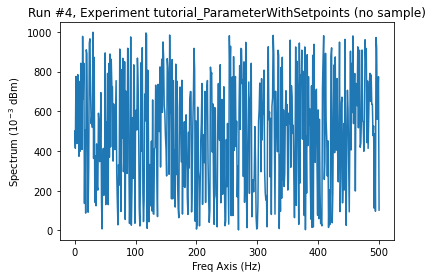 Run #4, Experiment tutorial_ParameterWithSetpoints (no sample)
Spectrum (10⁻³ dBm)
1000
800
600
400
200
0
0 100 200 300 400 500
Freq Axis (Hz)